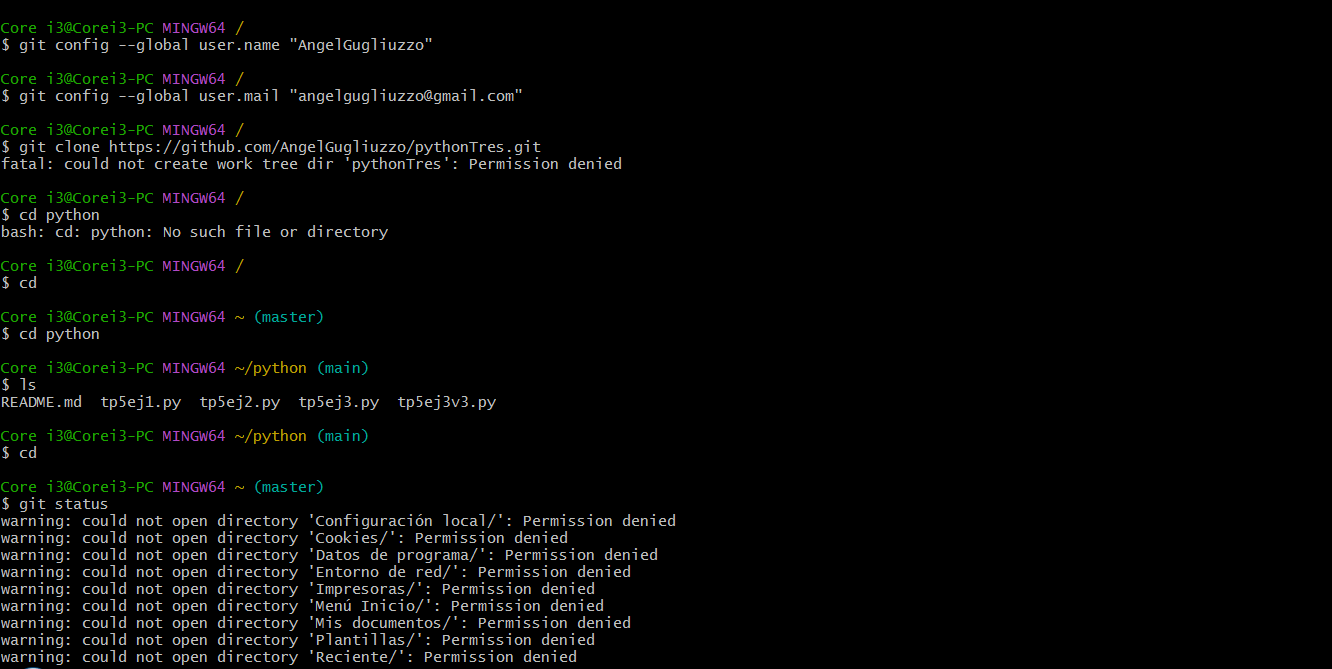 Core i3@Corei3-PC MINGW64 /
$ git config --global user.name "AngelGugliuzzo"
Core i3@Corei3-PC MINGW64 /
$ git config --global user.mail "angelgugliuzzo@gmail.com"
Core i3@Corei3-PC MINGW64 /
$ git clone https://github.com/AngelGugliuzzo/pythonTres.git
fatal: could not create work tree dir 'pythonTres': Permission denied
Core i3@Corei3-PC MINGW64 /
$ cd python
bash: cd: python: No such file or directory
Core i3@Corei3-PC MINGW64 /
$ cd
Core i3@Corei3-PC MINGW64 ~ (master)
$ cd python
Core i3@Corei3-PC MINGW64 ~/python (main)
$ ls
README.md  tp5ej1.py  tp5ej2.py  tp5ej3.py  tp5ej3v3.py
Core i3@Corei3-PC MINGW64 ~/python (main)
$ cd
Core i3@Corei3-PC MINGW64 ~ (master)
$ git status
warning: could not open directory 'Configuración local/': Permission denied
warning: could not open directory 'Cookies/': Permission denied
warning: could not open directory 'Datos de programa/': Permission denied
warning: could not open directory 'Entorno de red/': Permission denied
warning: could not open directory 'Impresoras/': Permission denied
warning: could not open directory 'Menú Inicio/': Permission denied
warning: could not open directory 'Mis documentos/': Permission denied
warning: could not open directory 'Plantillas/': Permission denied
warning: could not open directory 'Reciente/': Permission denied